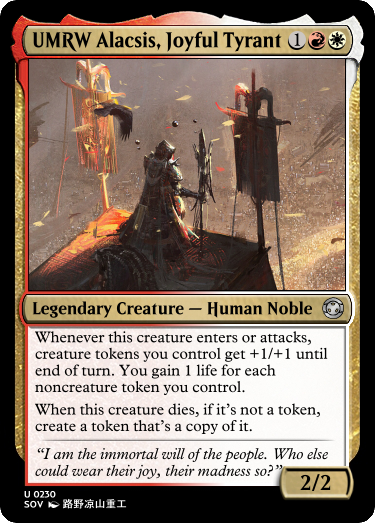 UMRW Alacsis, Joyful Tyrant 1
Legendary Creature — Human Noble
Whenever this creature enters or attacks,
creature tokens you control get +1/+1 until
end of turn. You gain 1 life for each
noncreature token you control.
When this creature dies, if it's not a token,
create a token that's a copy of it.
“I am the immortal will of the people. Who else
could wear their joy, their madness so?”
2/2
U 0230
SOV 路野凉山重工